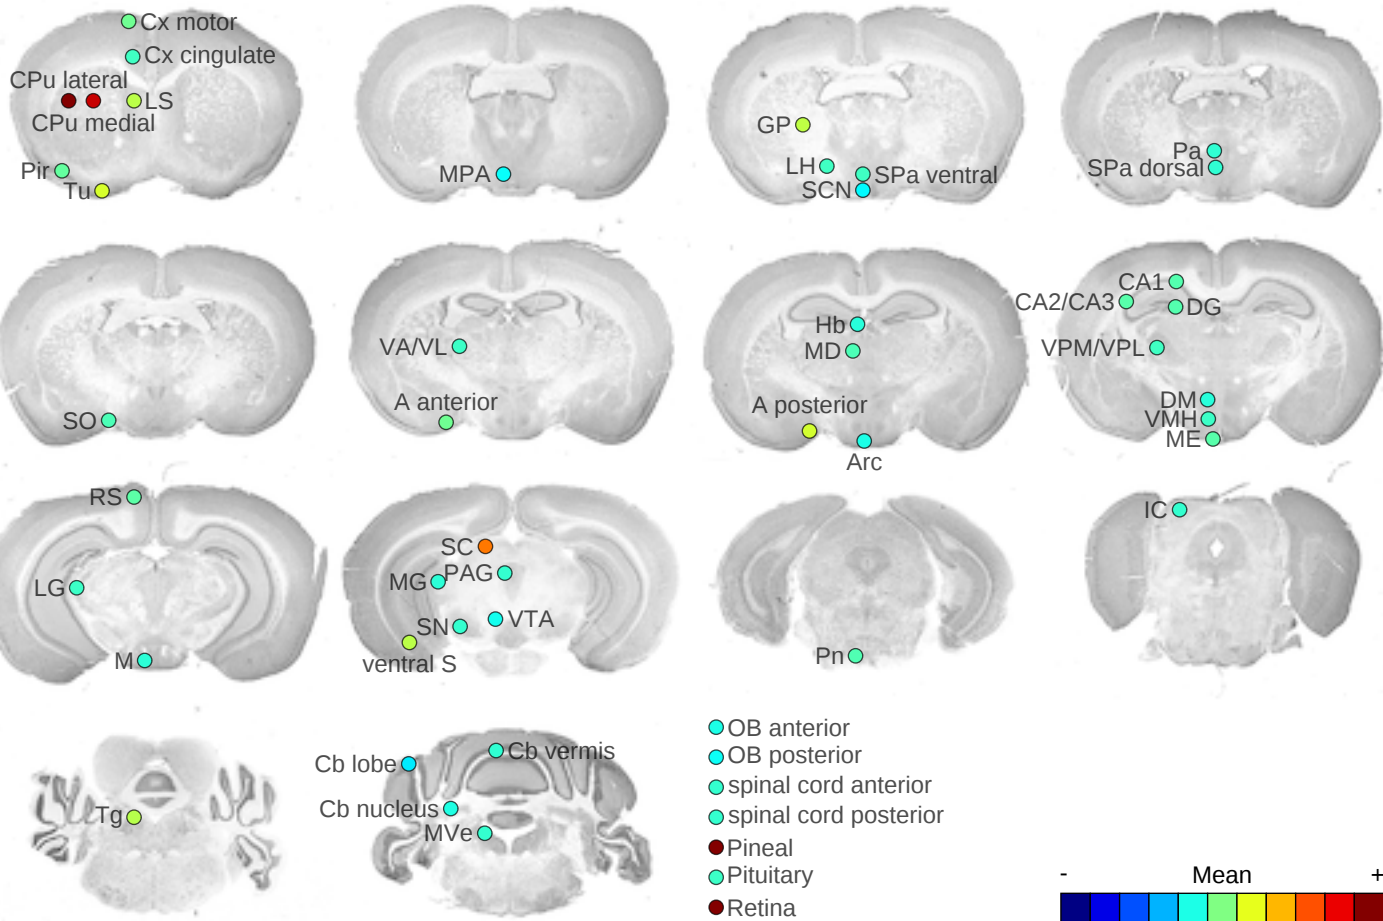 Cx motor
Cx cingulate
CPu lateral
LS
CPu medial
Pir
Tu
MPA
GP
LH
SPa ventral
SCN
Pa
SPa dorsal
SO
VA/VL
A anterior
Hb
MD
A posterior
Arc
CA1
CA2/CA3
DG
VPM/VPL
DM
VMH
ME
RS
LG
M
SC
MG
PAG
SN
VTA
ventral S
Pn
IC
Tg
Cb lobe
Cb vermis
Cb nucleus
MVe
OB anterior
OB posterior
spinal cord anterior
spinal cord posterior
Pineal
Pituitary
Retina
- Mean +